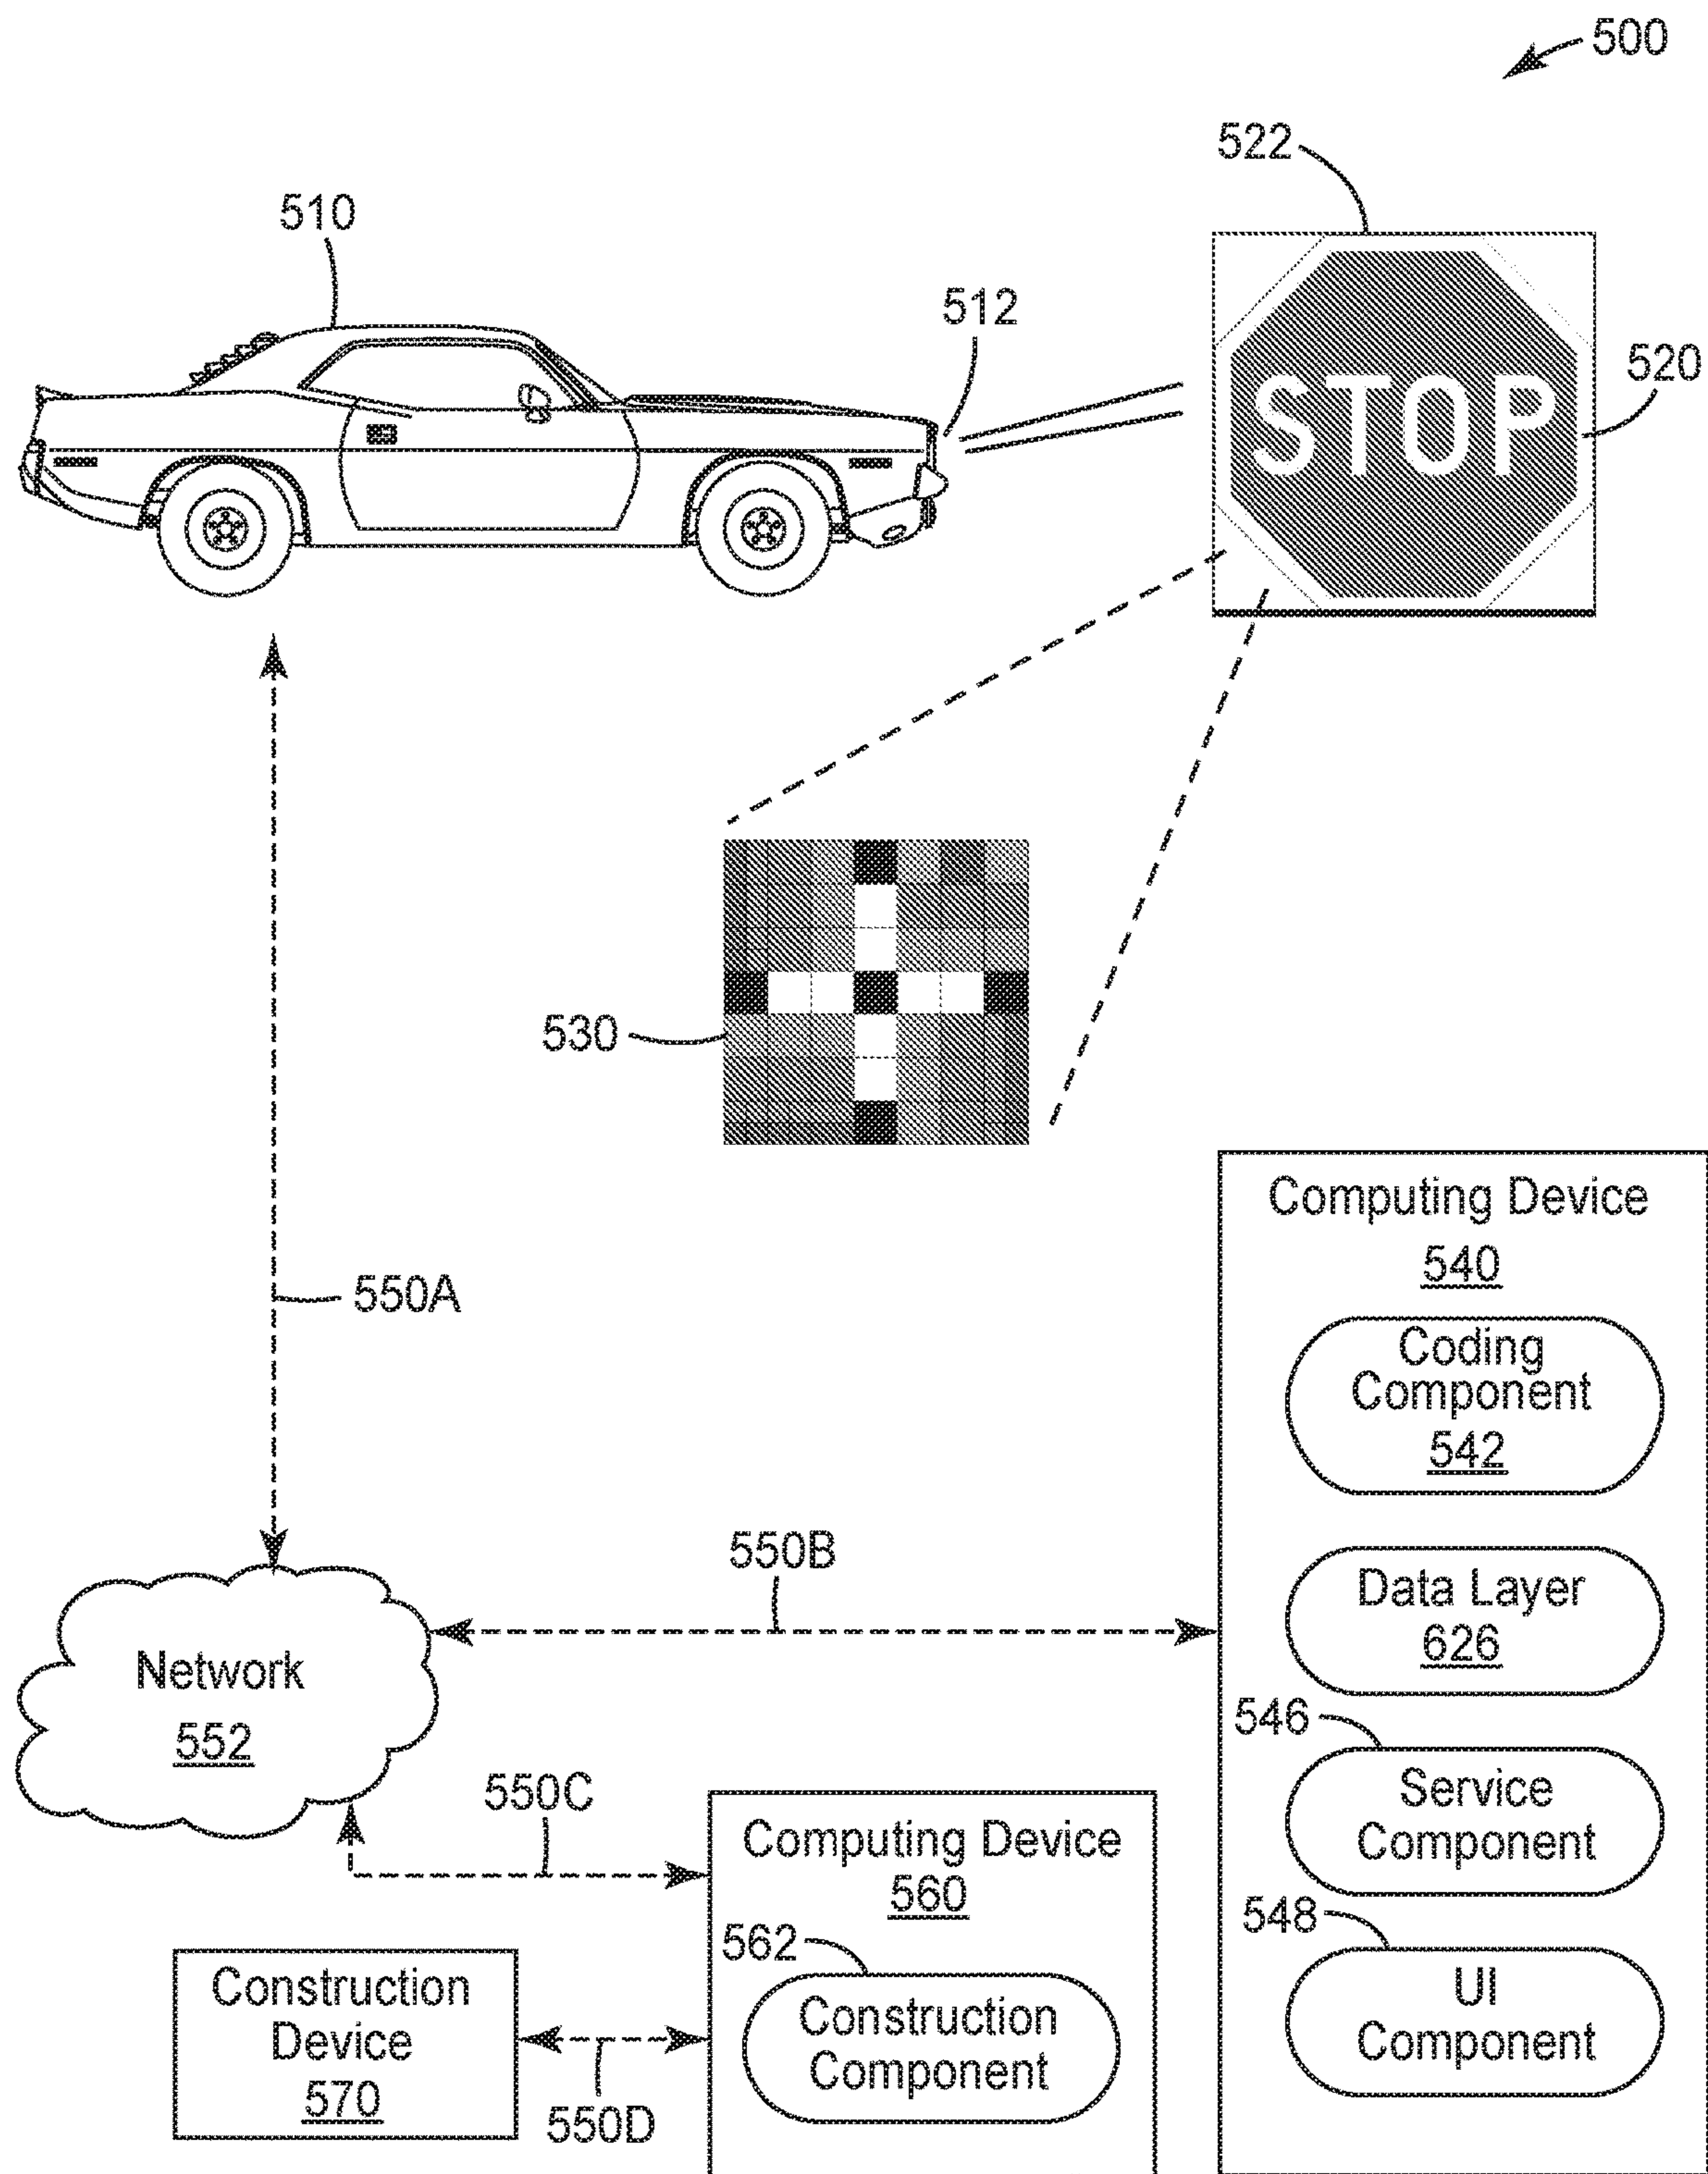 500
522
510
512
520
STOP
530
Computing Device
540
Coding
Component
542
550A
550B
Data Layer
626
Network
552
546
Service
Component
550C
Computing Device
560
548
UI
Component
562
Construction
Component
Construction
Device
570
550D